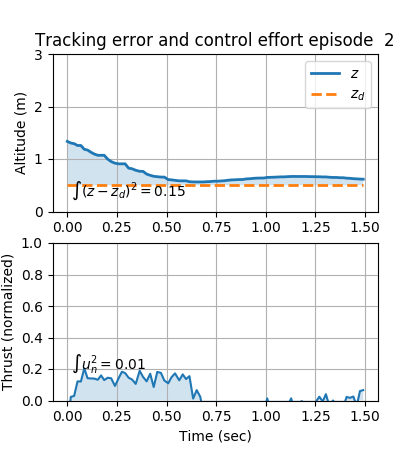 Tracking error and control effort episode  2
Altitude (m)
3
2
1
0
z
z_d
∫(z − z_d)² = 0.15
0.00 0.25 0.50 0.75 1.00 1.25 1.50
Thrust (normalized)
1.0
0.8
0.6
0.4
0.2
0.0
∫u_n² = 0.01
0.00 0.25 0.50 0.75 1.00 1.25 1.50
Time (sec)